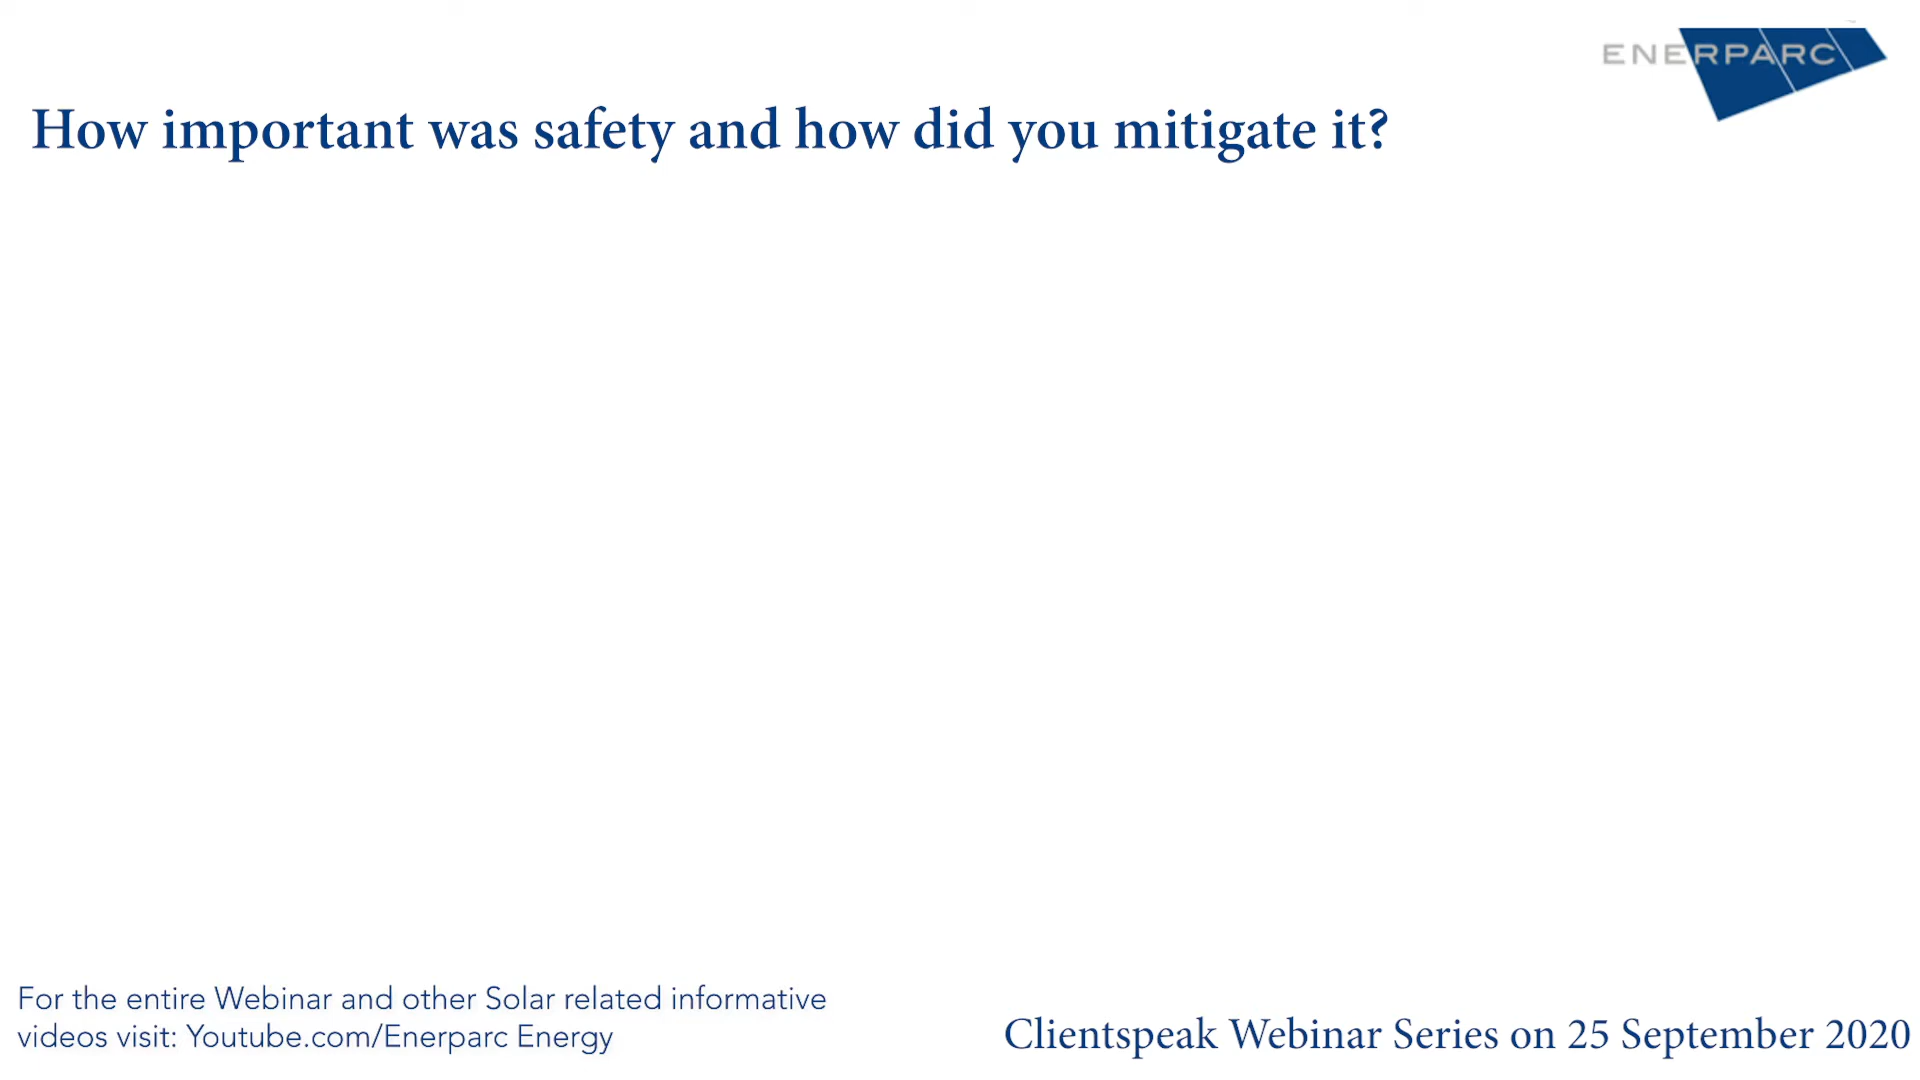 ENERPARC
How important was safety and how did you mitigate it?
For the entire Webinar and other Solar related informative
videos visit: Youtube.com/Enerparc Energy
Clientspeak Webinar Series on 25 September 2020